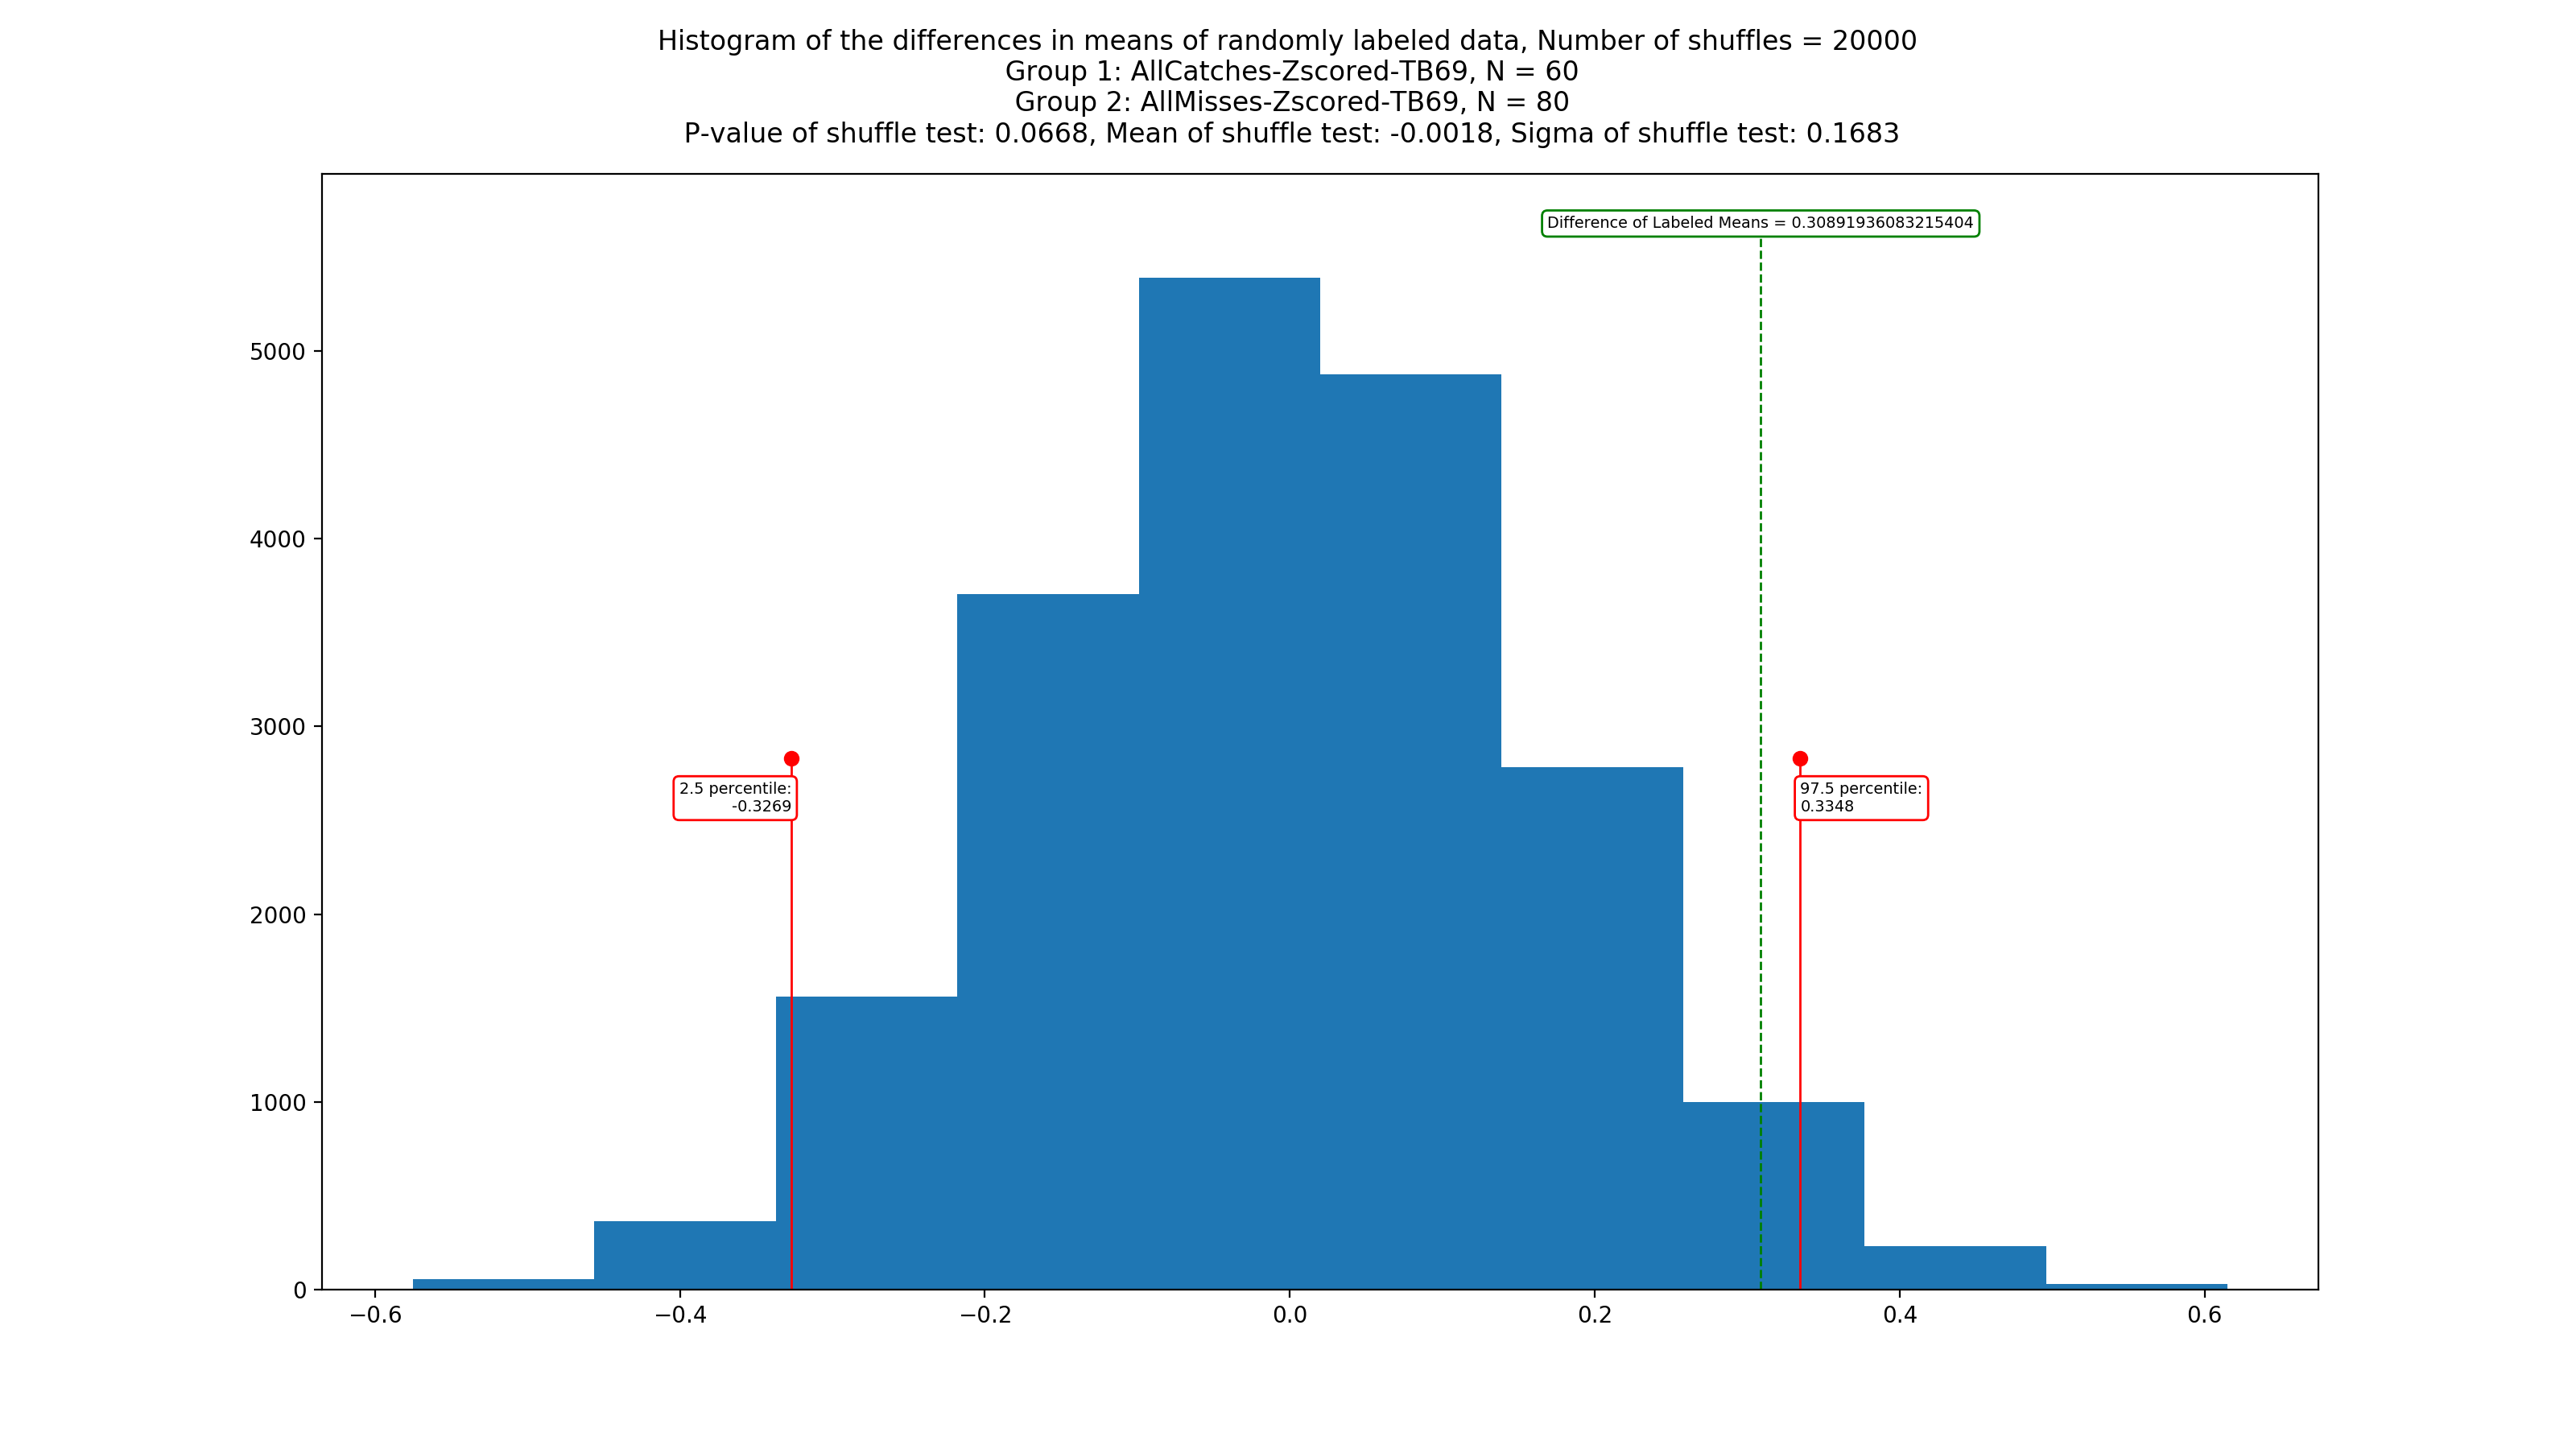 Histogram of the differences in means of randomly labeled data, Number of shuffles = 20000
Group 1: AllCatches-Zscored-TB69, N = 60
Group 2: AllMisses-Zscored-TB69, N = 80
P-value of shuffle test: 0.0668, Mean of shuffle test: -0.0018, Sigma of shuffle test: 0.1683
Difference of Labeled Means = 0.30891936083215404
5000
4000
3000
2.5 percentile:
-0.3269
97.5 percentile:
0.3348
2000
1000
0
−0.6
−0.4
−0.2
0.0
0.2
0.4
0.6